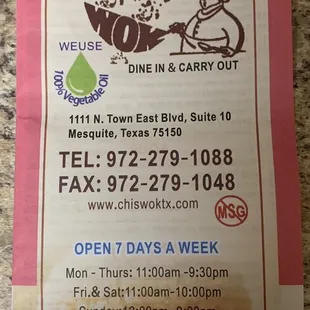 WOK
WEUSE
100% Vegetable Oil
DINE IN & CARRY OUT
1111 N. Town East Blvd, Suite 10
Mesquite, Texas 75150
TEL: 972-279-1088
FAX: 972-279-1048
www.chiswoktx.com
MSG
OPEN 7 DAYS A WEEK
Mon - Thurs: 11:00am -9:30pm
Fri.& Sat:11:00am-10:00pm